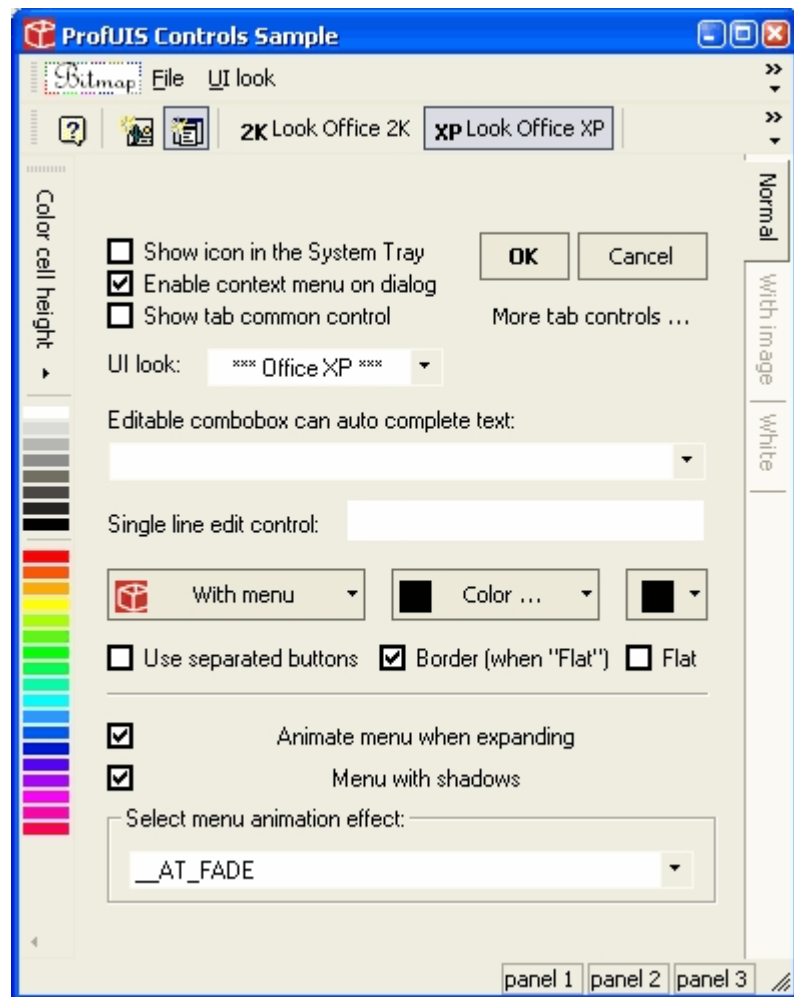 ProfUIS Controls Sample
Bitmap File UI look
2K Look Office 2K XP Look Office XP
Color cell height
Normal
With image
White
Show icon in the System Tray
OK Cancel
Enable context menu on dialog
Show tab common control
More tab controls ...
UI look: *** Office XP ***
Editable combobox can auto complete text:
Single line edit control:
With menu Color ...
Use separated buttons Border (when "Flat") Flat
Animate menu when expanding
Menu with shadows
Select menu animation effect:
__AT_FADE
panel 1 panel 2 panel 3